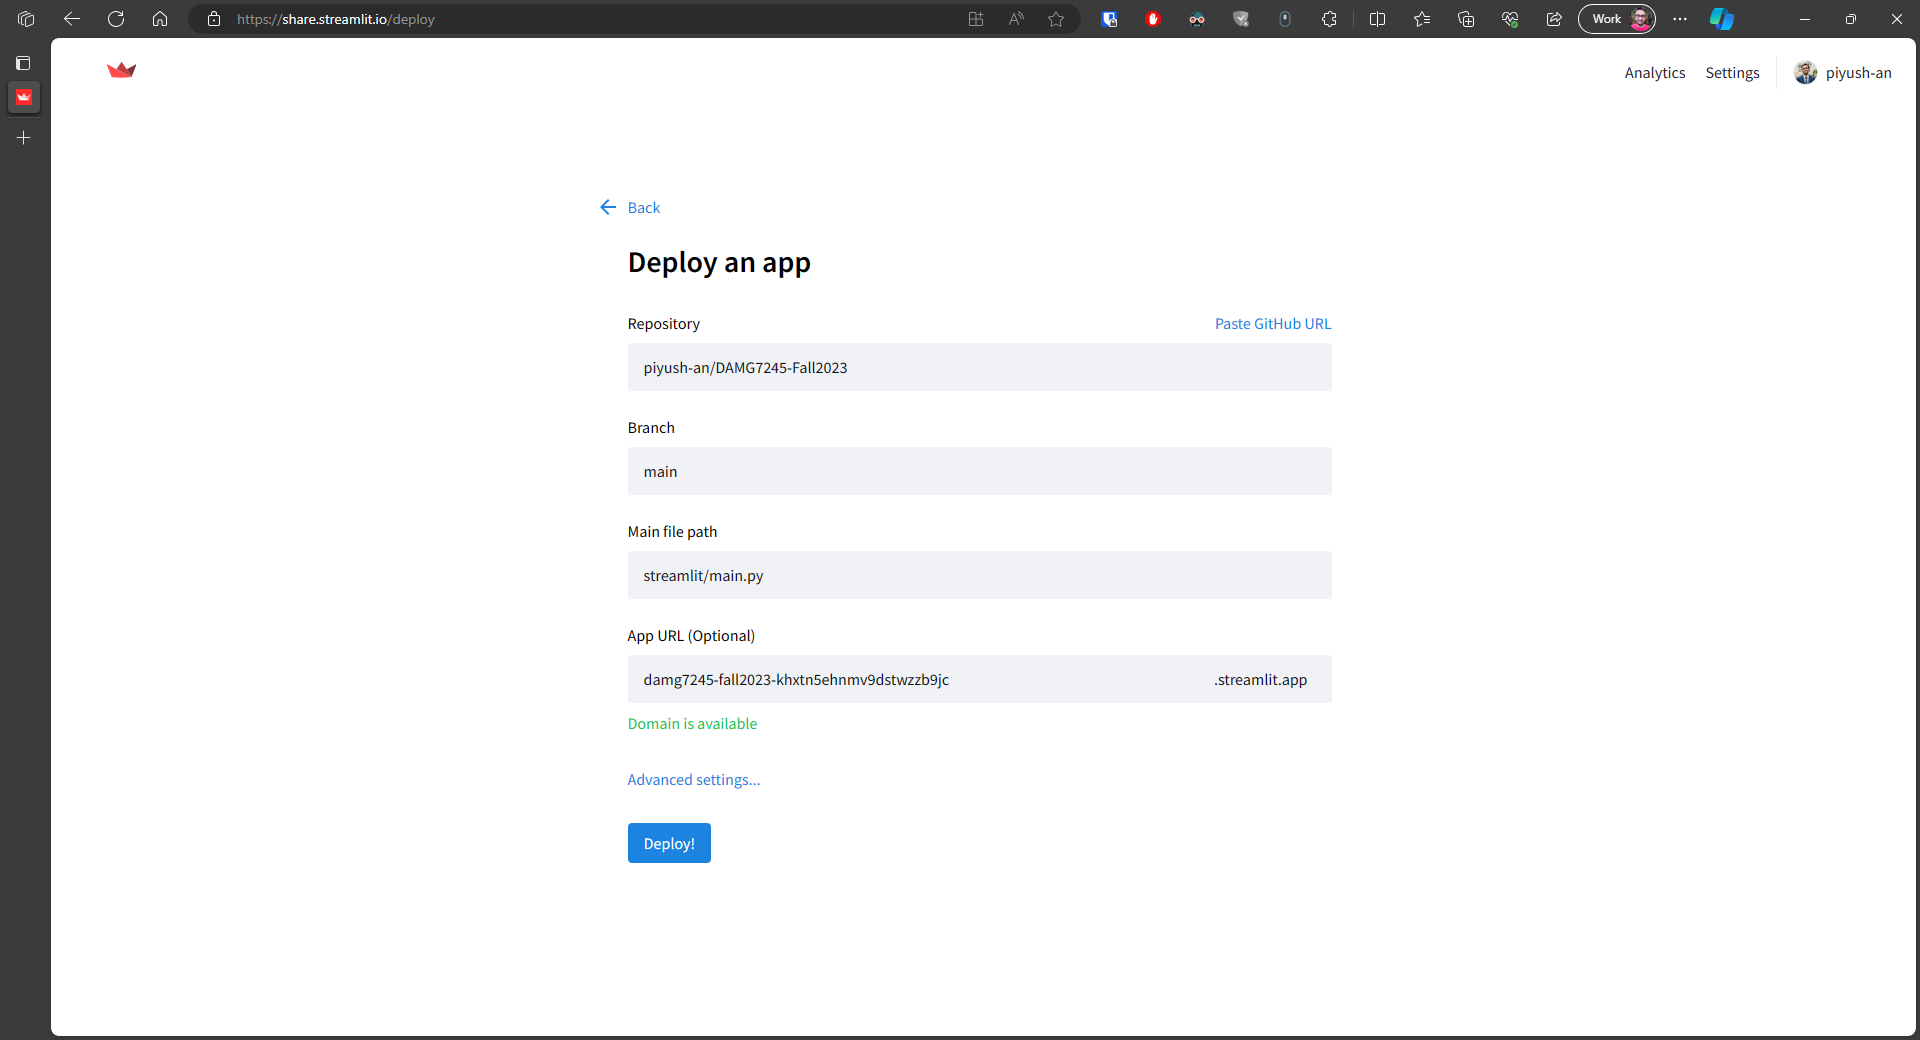 https://share.streamlit.io/deploy
Work
Analytics Settings piyush-an
Back
Deploy an app
Repository Paste GitHub URL
piyush-an/DAMG7245-Fall2023
Branch
main
Main file path
streamlit/main.py
App URL (Optional)
damg7245-fall2023-khxtn5ehnmv9dstwzzb9jc .streamlit.app
Domain is available
Advanced settings...
Deploy!